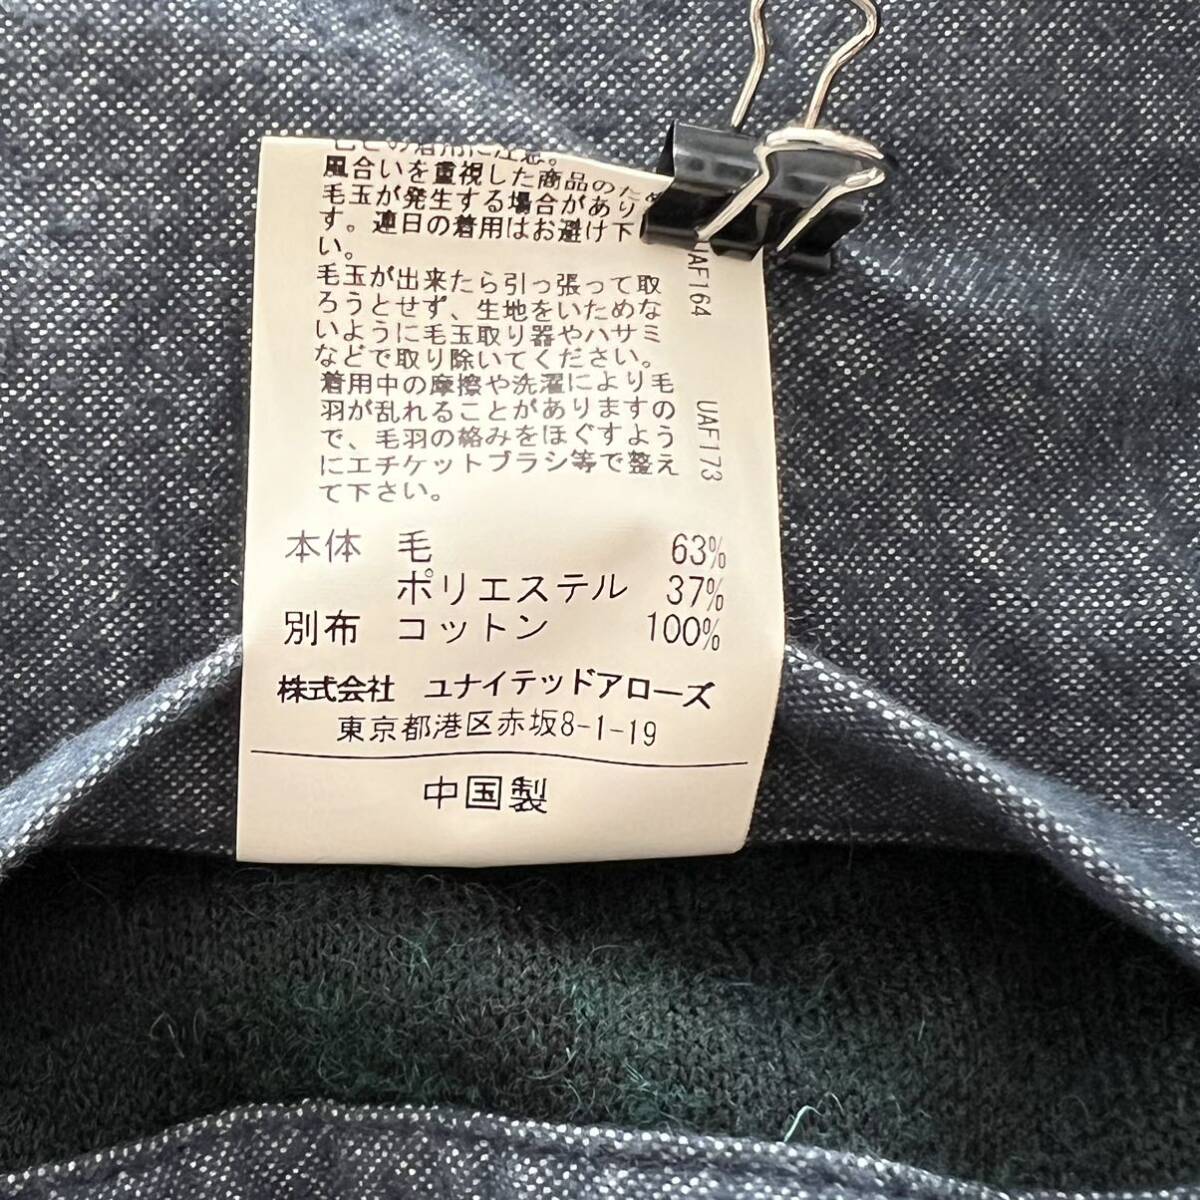 の着用に注意。
風合いを重視した商品のため
毛玉が発生する場合があり
す。連日の着用はお避け下
い。
毛玉が出来たら引っ張って取
ろうとせず、生地をいためな
いように毛玉取り器やハサミ
などで取り除いてください。
着用中の摩擦や洗濯により毛
羽が乱れることがありますの
で、毛羽の絡みをほぐすよう
にエチケットブラシ等で整え
て下さい。
UAF164
UAF173
本体 毛 63%
ポリエステル 37%
別布 コットン 100%
株式会社 ユナイテッドアローズ
東京都港区赤坂8-1-19
中国製